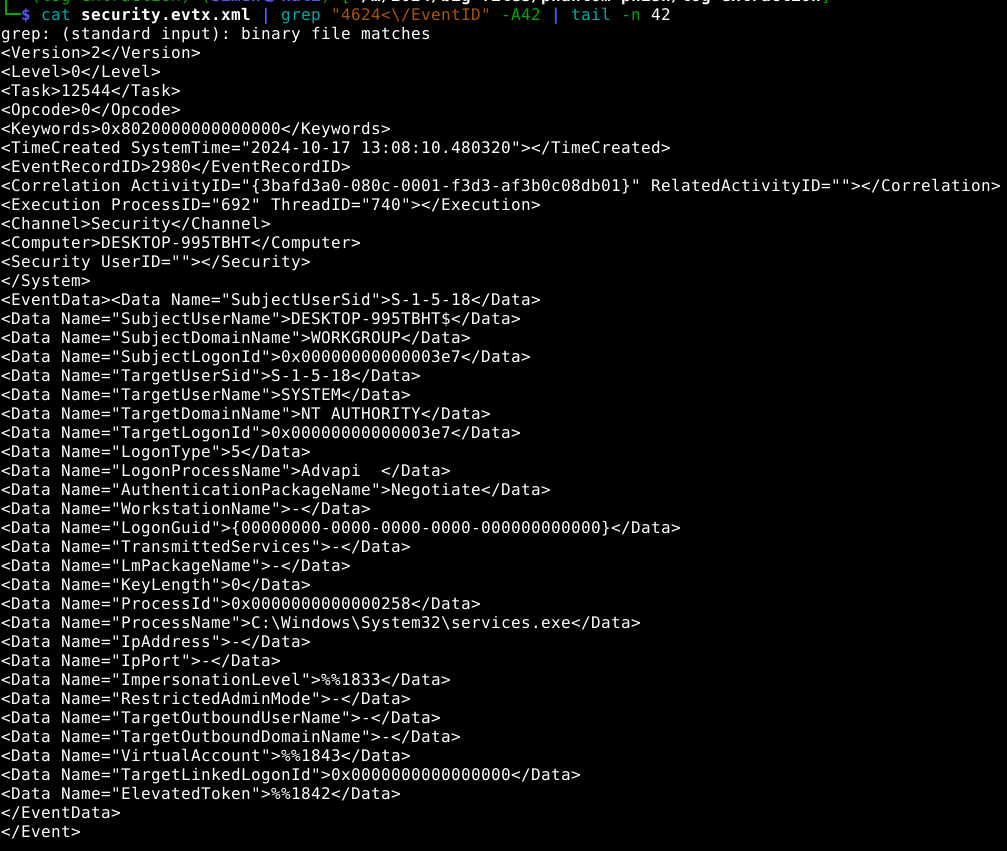 └─$ cat security.evtx.xml | grep "4624<\/EventID" -A42 | tail -n 42
grep: (standard input): binary file matches
<Version>2</Version>
<Level>0</Level>
<Task>12544</Task>
<Opcode>0</Opcode>
<Keywords>0x8020000000000000</Keywords>
<TimeCreated SystemTime="2024-10-17 13:08:10.480320"></TimeCreated>
<EventRecordID>2980</EventRecordID>
<Correlation ActivityID="{3bafd3a0-080c-0001-f3d3-af3b0c08db01}" RelatedActivityID=""></Correlation>
<Execution ProcessID="692" ThreadID="740"></Execution>
<Channel>Security</Channel>
<Computer>DESKTOP-995TBHT</Computer>
<Security UserID=""></Security>
</System>
<EventData><Data Name="SubjectUserSid">S-1-5-18</Data>
<Data Name="SubjectUserName">DESKTOP-995TBHT$</Data>
<Data Name="SubjectDomainName">WORKGROUP</Data>
<Data Name="SubjectLogonId">0x00000000000003e7</Data>
<Data Name="TargetUserSid">S-1-5-18</Data>
<Data Name="TargetUserName">SYSTEM</Data>
<Data Name="TargetDomainName">NT AUTHORITY</Data>
<Data Name="TargetLogonId">0x00000000000003e7</Data>
<Data Name="LogonType">5</Data>
<Data Name="LogonProcessName">Advapi  </Data>
<Data Name="AuthenticationPackageName">Negotiate</Data>
<Data Name="WorkstationName">-</Data>
<Data Name="LogonGuid">{00000000-0000-0000-0000-000000000000}</Data>
<Data Name="TransmittedServices">-</Data>
<Data Name="LmPackageName">-</Data>
<Data Name="KeyLength">0</Data>
<Data Name="ProcessId">0x0000000000000258</Data>
<Data Name="ProcessName">C:\Windows\System32\services.exe</Data>
<Data Name="IpAddress">-</Data>
<Data Name="IpPort">-</Data>
<Data Name="ImpersonationLevel">%%1833</Data>
<Data Name="RestrictedAdminMode">-</Data>
<Data Name="TargetOutboundUserName">-</Data>
<Data Name="TargetOutboundDomainName">-</Data>
<Data Name="VirtualAccount">%%1843</Data>
<Data Name="TargetLinkedLogonId">0x0000000000000000</Data>
<Data Name="ElevatedToken">%%1842</Data>
</EventData>
</Event>